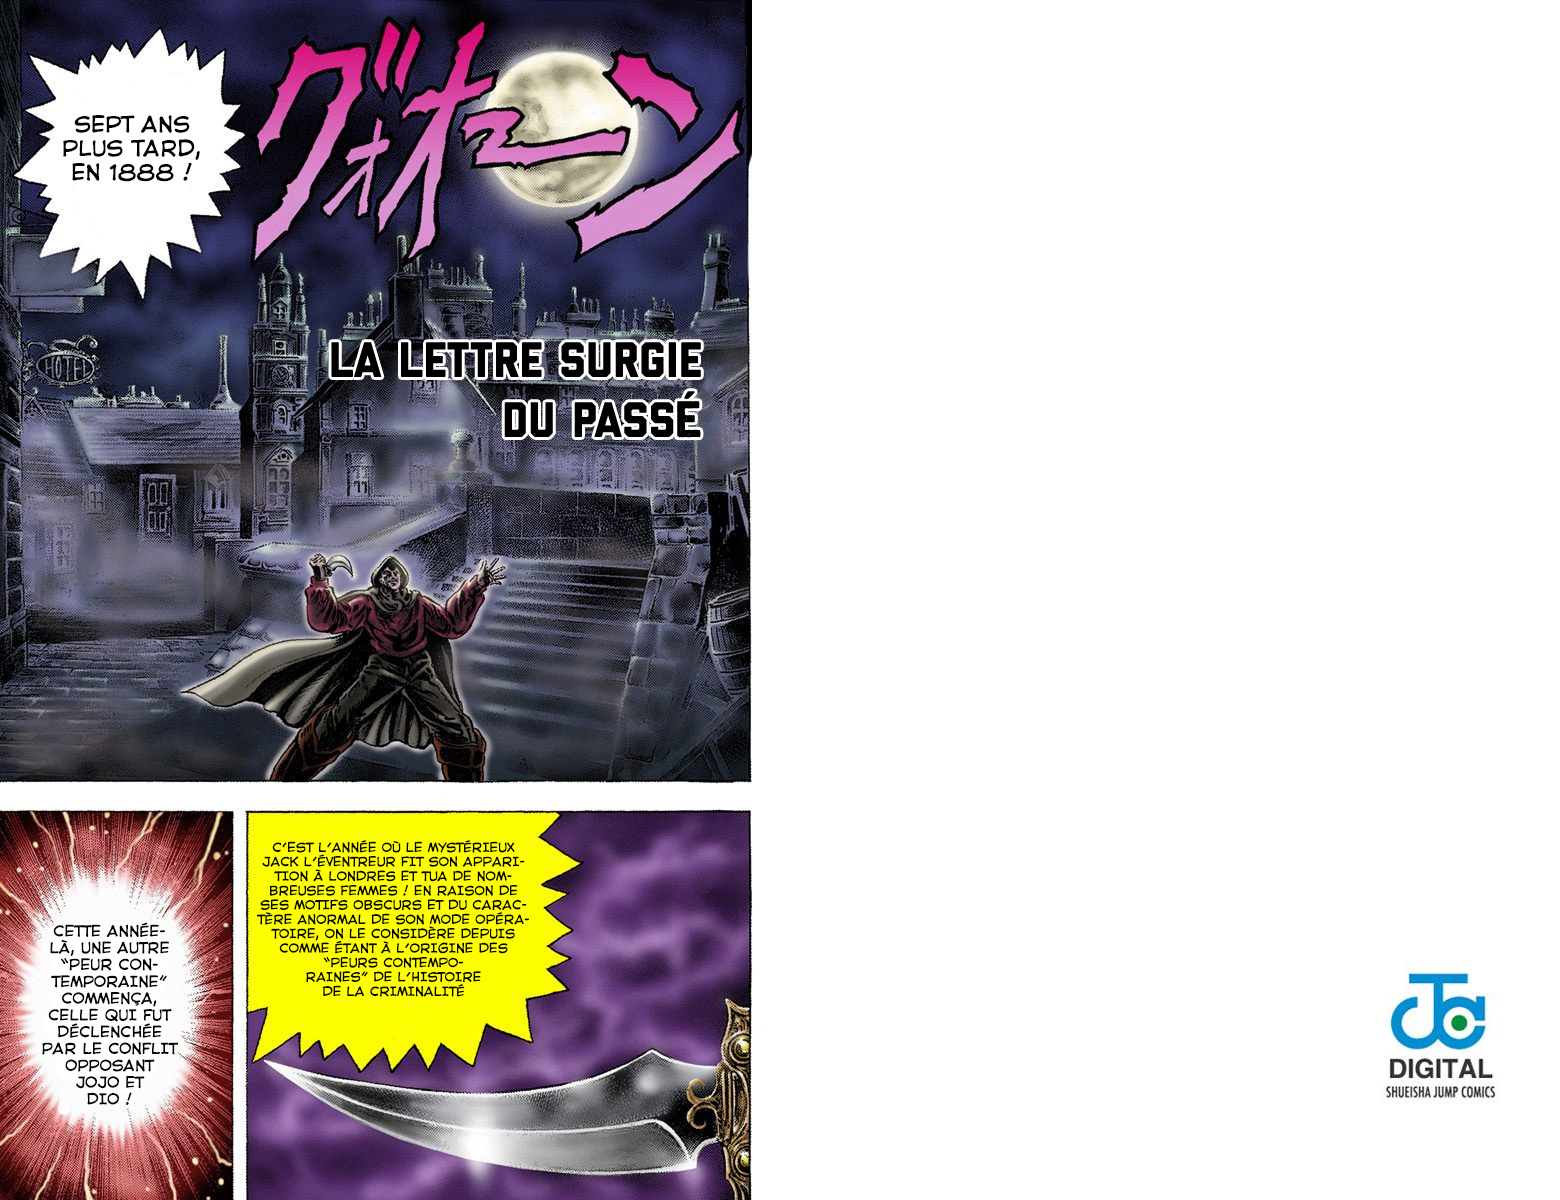 SEPT ANS
PLUS TARD,
EN 1888 !
グォオーン
HOTEL
LA LETTRE SURGIE
DU PASSÉ
C'EST L'ANNÉE OÙ LE MYSTÉRIEUX
JACK L'ÉVENTREUR FIT SON APPARI-
TION À LONDRES ET TUA DE NOM-
BREUSES FEMMES ! EN RAISON DE
SES MOTIFS OBSCURS ET DU CARAC-
TÈRE ANORMAL DE SON MODE OPÉRA-
TOIRE, ON LE CONSIDÈRE DEPUIS
COMME ÉTANT À L'ORIGINE DES
"PEURS CONTEMPO-
RAINES" DE L'HISTOIRE
DE LA CRIMINALITÉ
CETTE ANNÉE-
LÀ, UNE AUTRE
"PEUR CON-
TEMPORAINE"
COMMENÇA,
CELLE QUI FUT
DÉCLENCHÉE
PAR LE CONFLIT
OPPOSANT
JOJO ET
DIO !
DIGITAL
SHUEISHA JUMP COMICS